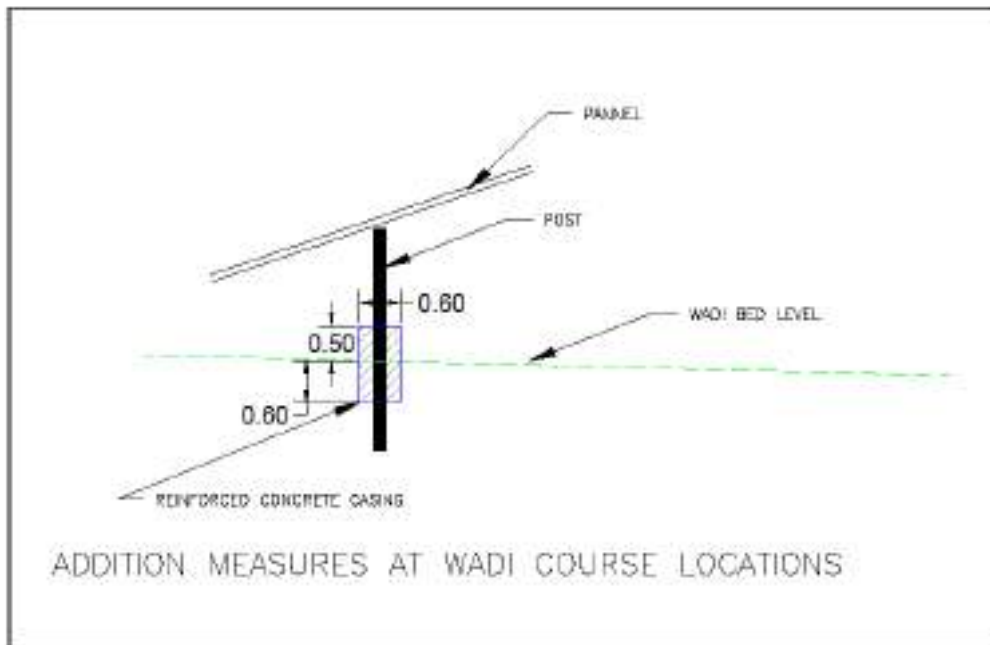 PANNEL
POST
0.60
WADI BED LEVEL
0.50
0.60
REINFORCED CONCRETE CASING
ADDITION MEASURES AT WADI COURSE LOCATIONS